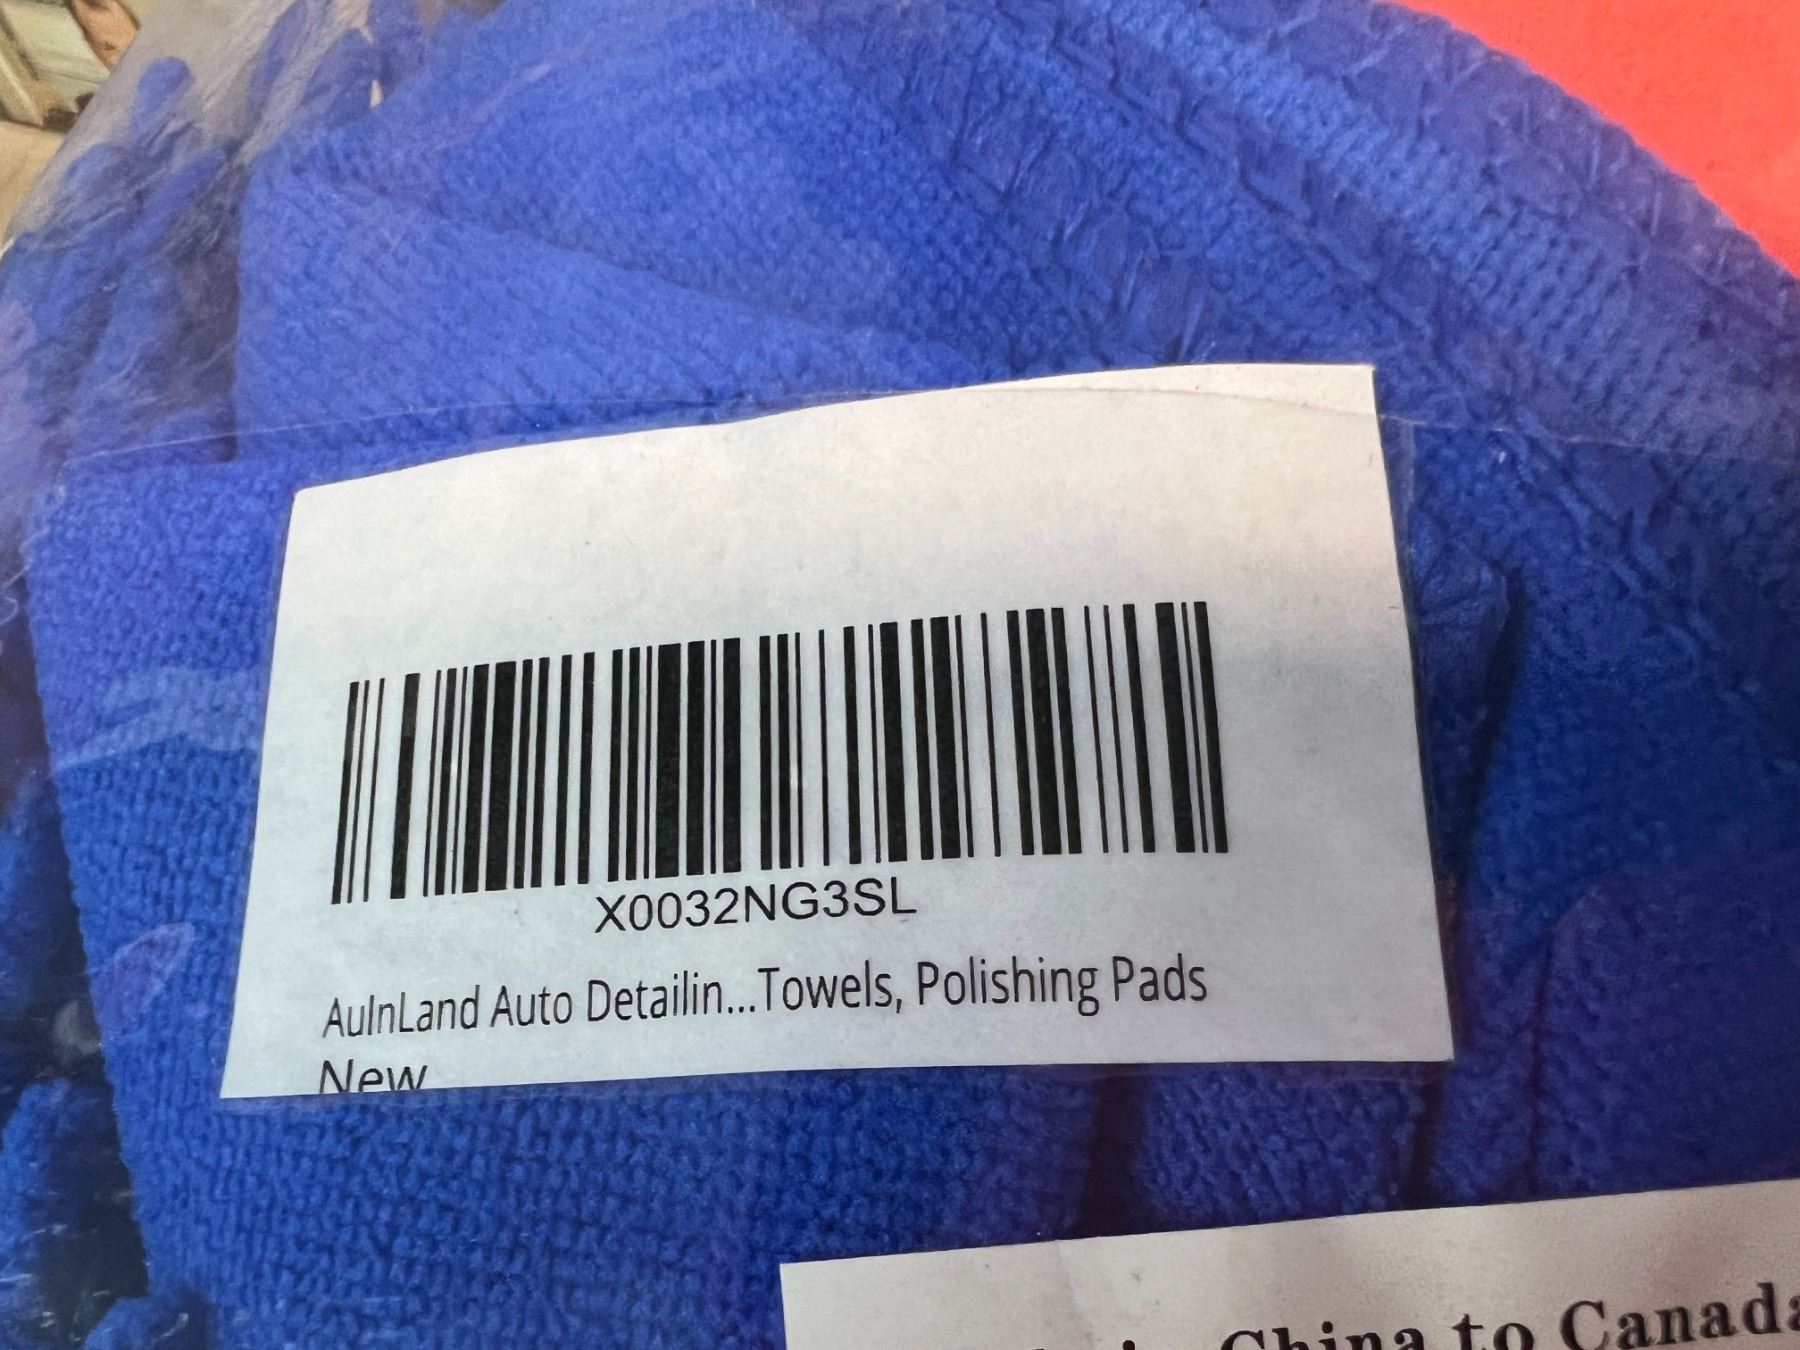 X0032NG3SL
AuInLand Auto Detailin...Towels, Polishing Pads
New
China to Canada